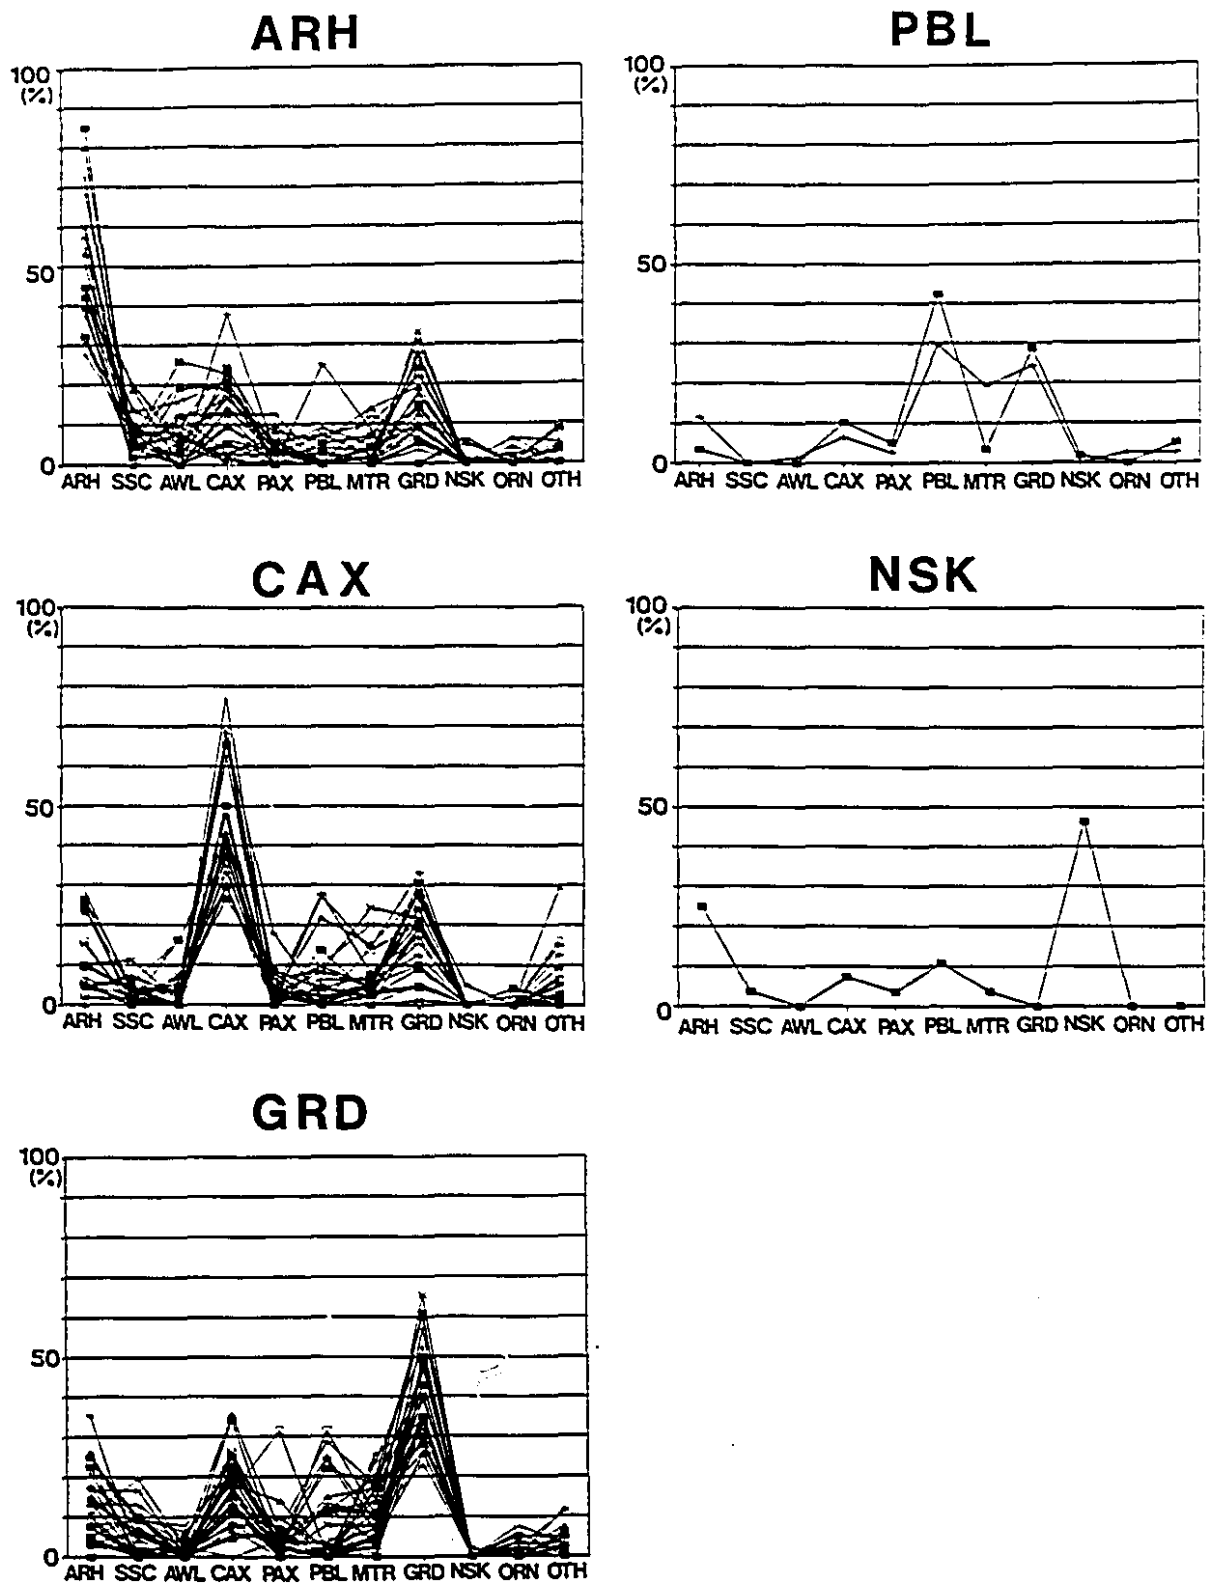 ARH
100
(%)
50
0
ARH SSC AWL CAX PAX PBL MTR GRD NSK ORN OTH
PBL
100
(%)
50
0
ARH SSC AWL CAX PAX PBL MTR GRD NSK ORN OTH
CAX
100
(%)
50
0
ARH SSC AWL CAX PAX PBL MTR GRD NSK ORN OTH
NSK
100
(%)
50
0
ARH SSC AWL CAX PAX PBL MTR GRD NSK ORN OTH
GRD
100
(%)
50
0
ARH SSC AWL CAX PAX PBL MTR GRD NSK ORN OTH